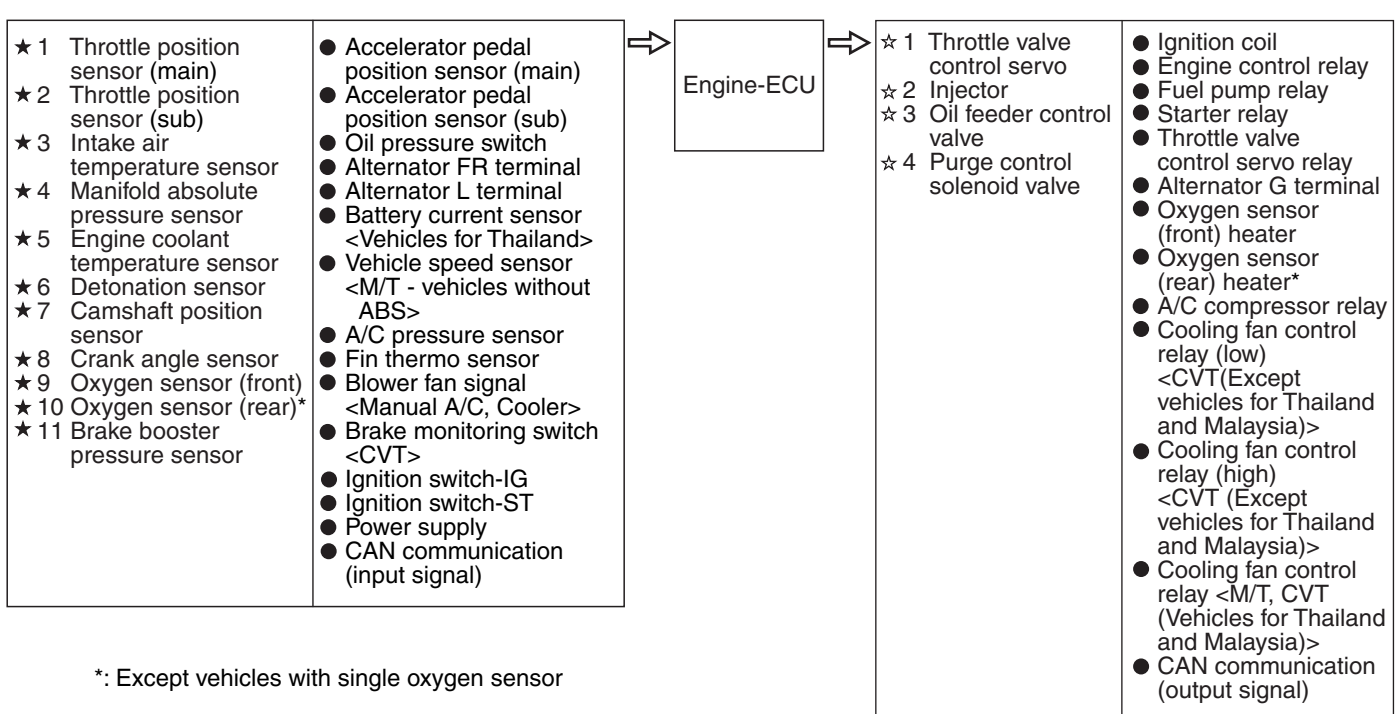 ★1 Throttle position
sensor (main)
★2 Throttle position
sensor (sub)
★3 Intake air
temperature sensor
★4 Manifold absolute
pressure sensor
★5 Engine coolant
temperature sensor
★6 Detonation sensor
★7 Camshaft position
sensor
★8 Crank angle sensor
★9 Oxygen sensor (front)
★10 Oxygen sensor (rear)*
★11 Brake booster
pressure sensor
● Accelerator pedal
position sensor (main)
● Accelerator pedal
position sensor (sub)
● Oil pressure switch
● Alternator FR terminal
● Alternator L terminal
● Battery current sensor
<Vehicles for Thailand>
● Vehicle speed sensor
<M/T - vehicles without
ABS>
● A/C pressure sensor
● Fin thermo sensor
● Blower fan signal
<Manual A/C, Cooler>
● Brake monitoring switch
<CVT>
● Ignition switch-IG
● Ignition switch-ST
● Power supply
● CAN communication
(input signal)
Engine-ECU
☆1 Throttle valve
control servo
☆2 Injector
☆3 Oil feeder control
valve
☆4 Purge control
solenoid valve
● Ignition coil
● Engine control relay
● Fuel pump relay
● Starter relay
● Throttle valve
control servo relay
● Alternator G terminal
● Oxygen sensor
(front) heater
● Oxygen sensor
(rear) heater*
● A/C compressor relay
● Cooling fan control
relay (low)
<CVT(Except
vehicles for Thailand
and Malaysia)>
● Cooling fan control
relay (high)
<CVT (Except
vehicles for Thailand
and Malaysia)>
● Cooling fan control
relay <M/T, CVT
(Vehicles for Thailand
and Malaysia)>
● CAN communication
(output signal)
*: Except vehicles with single oxygen sensor